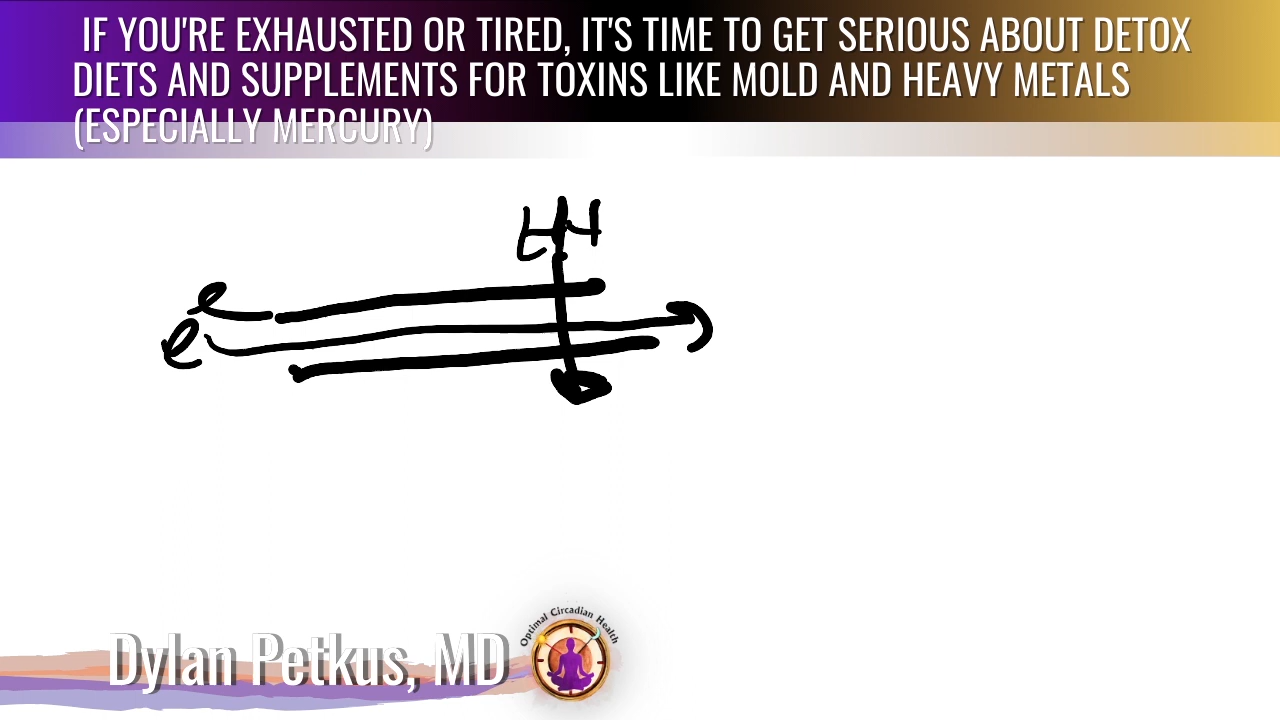 IF YOU'RE EXHAUSTED OR TIRED, IT'S TIME TO GET SERIOUS ABOUT DETOX
DIETS AND SUPPLEMENTS FOR TOXINS LIKE MOLD AND HEAVY METALS
(ESPECIALLY MERCURY)
e
e
Optimal Circadian Health
Dylan Petkus, MD